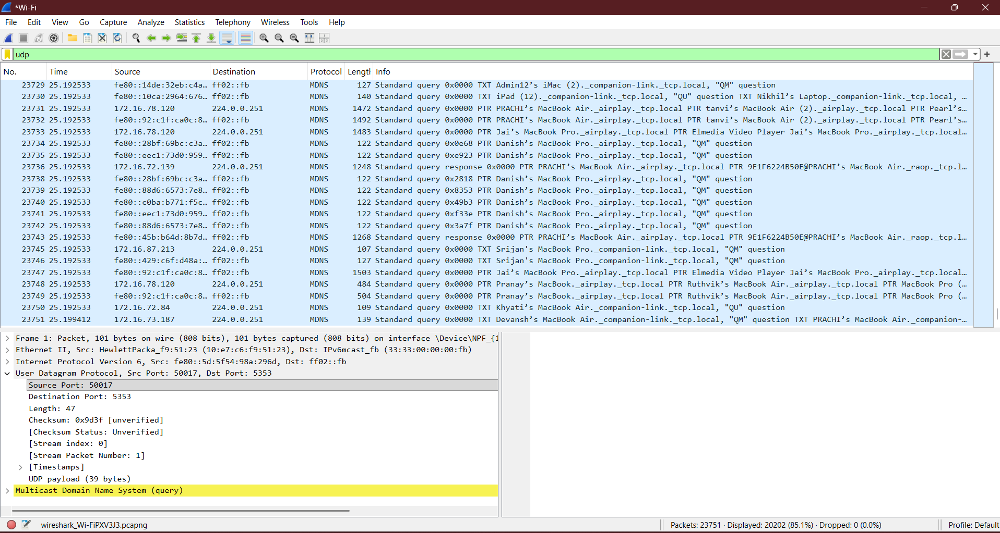 *Wi-Fi
File Edit View Go Capture Analyze Statistics Telephony Wireless Tools Help
udp
No. Time Source Destination Protocol Length Info
23729 25.192533 fe80::14de:32eb:c4a… ff02::fb MDNS 127 Standard query 0x0000 TXT Admin12’s iMac (2)._companion-link._tcp.local, "QM" question
23730 25.192533 fe80::10ca:2964:676… ff02::fb MDNS 140 Standard query 0x0000 TXT iPad (12)._companion-link._tcp.local, "QU" question TXT Nikhil’s Laptop._companion-link._tcp.local, …
23731 25.192533 172.16.78.120 224.0.0.251 MDNS 1472 Standard query 0x0000 PTR PRACHI’s MacBook Air._airplay._tcp.local PTR tanvi’s MacBook Air (2)._airplay._tcp.local PTR Pearl’s…
23732 25.192533 fe80::92:c1f:ca0c:8… ff02::fb MDNS 1492 Standard query 0x0000 PTR PRACHI’s MacBook Air._airplay._tcp.local PTR tanvi’s MacBook Air (2)._airplay._tcp.local PTR Pearl’s…
23733 25.192533 172.16.78.120 224.0.0.251 MDNS 1483 Standard query 0x0000 PTR Jai’s MacBook Pro._airplay._tcp.local PTR Elmedia Video Player Jai’s MacBook Pro._airplay._tcp.local…
23734 25.192533 fe80::28bf:69bc:c3a… ff02::fb MDNS 122 Standard query 0x0e68 PTR Danish’s MacBook Pro._airplay._tcp.local, "QM" question
23735 25.192533 fe80::eec1:73d0:959… ff02::fb MDNS 122 Standard query 0xe923 PTR Danish’s MacBook Pro._airplay._tcp.local, "QM" question
23736 25.192533 172.16.72.139 224.0.0.251 MDNS 1248 Standard query response 0x0000 PTR PRACHI’s MacBook Air._airplay._tcp.local PTR 9E1F6224B50E@PRACHI’s MacBook Air._raop._tcp.l…
23738 25.192533 fe80::28bf:69bc:c3a… ff02::fb MDNS 122 Standard query 0x2818 PTR Danish’s MacBook Pro._airplay._tcp.local, "QM" question
23739 25.192533 fe80::88d6:6573:7e8… ff02::fb MDNS 122 Standard query 0x8353 PTR Danish’s MacBook Pro._airplay._tcp.local, "QM" question
23740 25.192533 fe80::c0ba:b771:f5c… ff02::fb MDNS 122 Standard query 0x49b3 PTR Danish’s MacBook Pro._airplay._tcp.local, "QM" question
23741 25.192533 fe80::eec1:73d0:959… ff02::fb MDNS 122 Standard query 0xf33e PTR Danish’s MacBook Pro._airplay._tcp.local, "QM" question
23742 25.192533 fe80::88d6:6573:7e8… ff02::fb MDNS 122 Standard query 0x3a7f PTR Danish’s MacBook Pro._airplay._tcp.local, "QM" question
23743 25.192533 fe80::45b:b64d:8b7d… ff02::fb MDNS 1268 Standard query response 0x0000 PTR PRACHI’s MacBook Air._airplay._tcp.local PTR 9E1F6224B50E@PRACHI’s MacBook Air._raop._tcp.l…
23745 25.192533 172.16.87.213 224.0.0.251 MDNS 107 Standard query 0x0000 TXT Srijan's MacBook Pro._companion-link._tcp.local, "QM" question
23746 25.192533 fe80::429:c6f:d48a:… ff02::fb MDNS 127 Standard query 0x0000 TXT Srijan's MacBook Pro._companion-link._tcp.local, "QM" question
23747 25.192533 fe80::92:c1f:ca0c:8… ff02::fb MDNS 1503 Standard query 0x0000 PTR Jai’s MacBook Pro._airplay._tcp.local PTR Elmedia Video Player Jai’s MacBook Pro._airplay._tcp.local…
23748 25.192533 172.16.78.120 224.0.0.251 MDNS 484 Standard query 0x0000 PTR Pranay’s MacBook._airplay._tcp.local PTR Ruthvik’s MacBook Air._airplay._tcp.local PTR MacBook Pro (…
23749 25.192533 fe80::92:c1f:ca0c:8… ff02::fb MDNS 504 Standard query 0x0000 PTR Pranay’s MacBook._airplay._tcp.local PTR Ruthvik’s MacBook Air._airplay._tcp.local PTR MacBook Pro (…
23750 25.192533 172.16.72.84 224.0.0.251 MDNS 109 Standard query 0x0000 TXT Khyati’s MacBook Air._companion-link._tcp.local, "QU" question
23751 25.199412 172.16.73.187 224.0.0.251 MDNS 139 Standard query 0x0000 TXT Devansh’s MacBook Air._companion-link._tcp.local, "QM" question TXT PRACHI’s MacBook Air._companion-…
Frame 1: Packet, 101 bytes on wire (808 bits), 101 bytes captured (808 bits) on interface \Device\NPF_{1
Ethernet II, Src: HewlettPacka_f9:51:23 (10:e7:c6:f9:51:23), Dst: IPv6mcast_fb (33:33:00:00:00:fb)
Internet Protocol Version 6, Src: fe80::5d:5f54:98a:296d, Dst: ff02::fb
User Datagram Protocol, Src Port: 50017, Dst Port: 5353
Source Port: 50017
Destination Port: 5353
Length: 47
Checksum: 0x9d3f [unverified]
[Checksum Status: Unverified]
[Stream index: 0]
[Stream Packet Number: 1]
[Timestamps]
UDP payload (39 bytes)
Multicast Domain Name System (query)
wireshark_Wi-FiPXV3J3.pcapng
Packets: 23751 · Displayed: 20202 (85.1%) · Dropped: 0 (0.0%)
Profile: Default